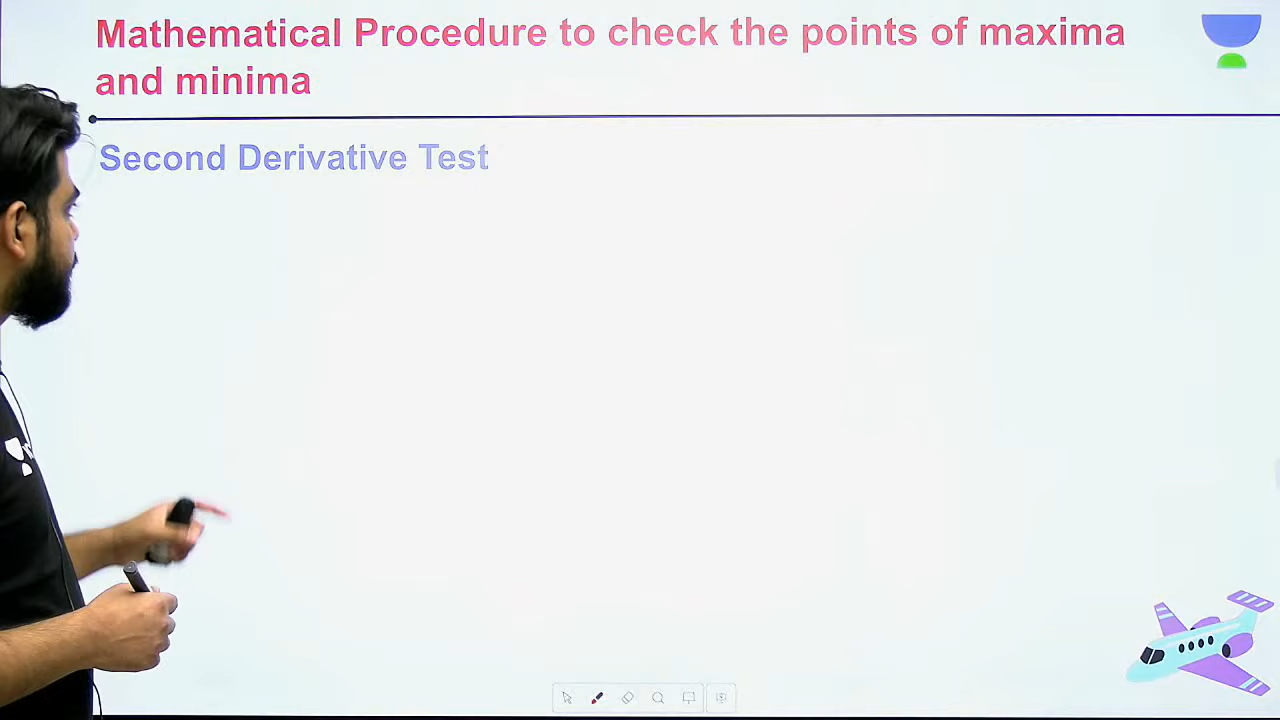 Mathematical Procedure to check the points of maxima
and minima
Second Derivative Test